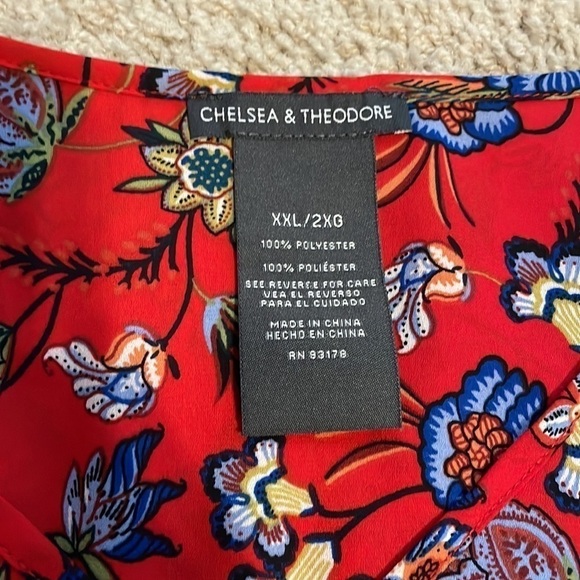 CHELSEA & THEODORE
XXL/2XG
100% POLYESTER
100% POLIÉSTER
SEE REVERSE FOR CARE
VEA EL REVERSO
PARA EL CUIDADO
MADE IN CHINA
HECHO EN CHINA
RN 93178